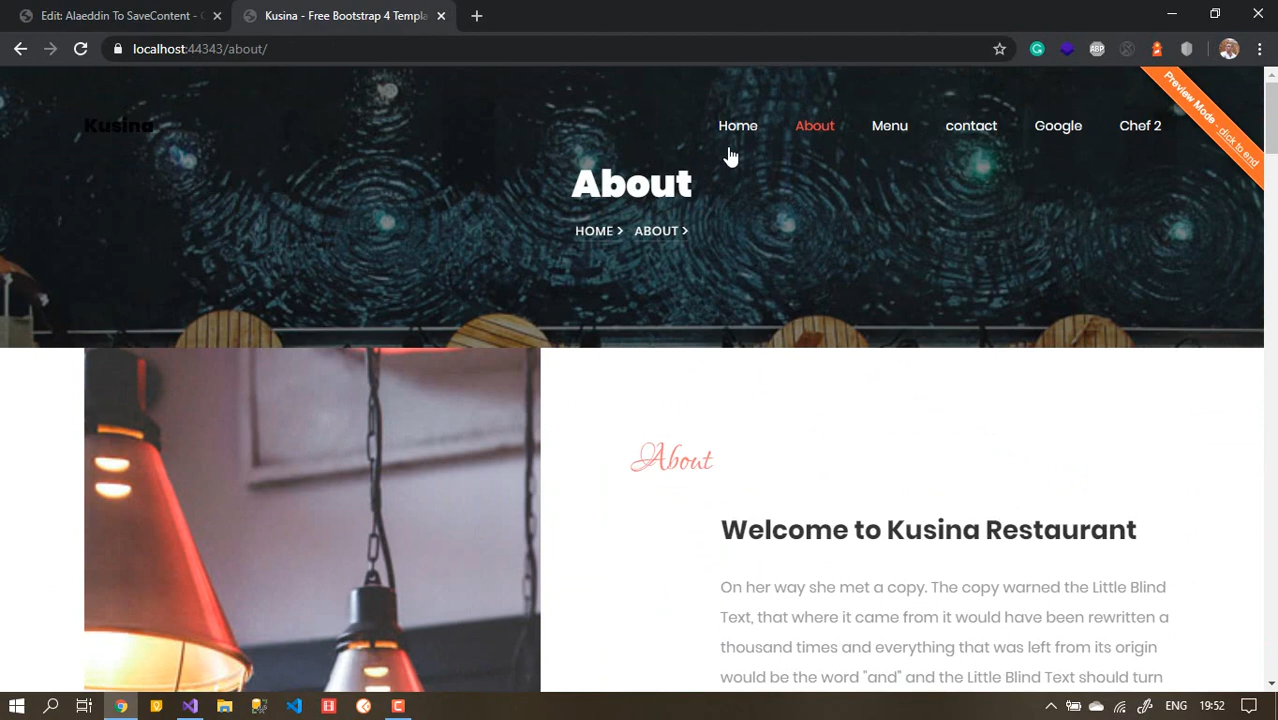 Edit: Alaeddin To SaveContent - 
Kusina - Free Bootstrap 4 Templa
localhost:44343/about/
ABP
Preview Mode - click to end
Kusina
Home
About
Menu
contact
Google
Chef 2
About
HOME >
ABOUT >
About
Welcome to Kusina Restaurant
On her way she met a copy. The copy warned the Little Blind
Text, that where it came from it would have been rewritten a
thousand times and everything that was left from its origin
would be the word "and" and the Little Blind Text should turn
ENG
19:52